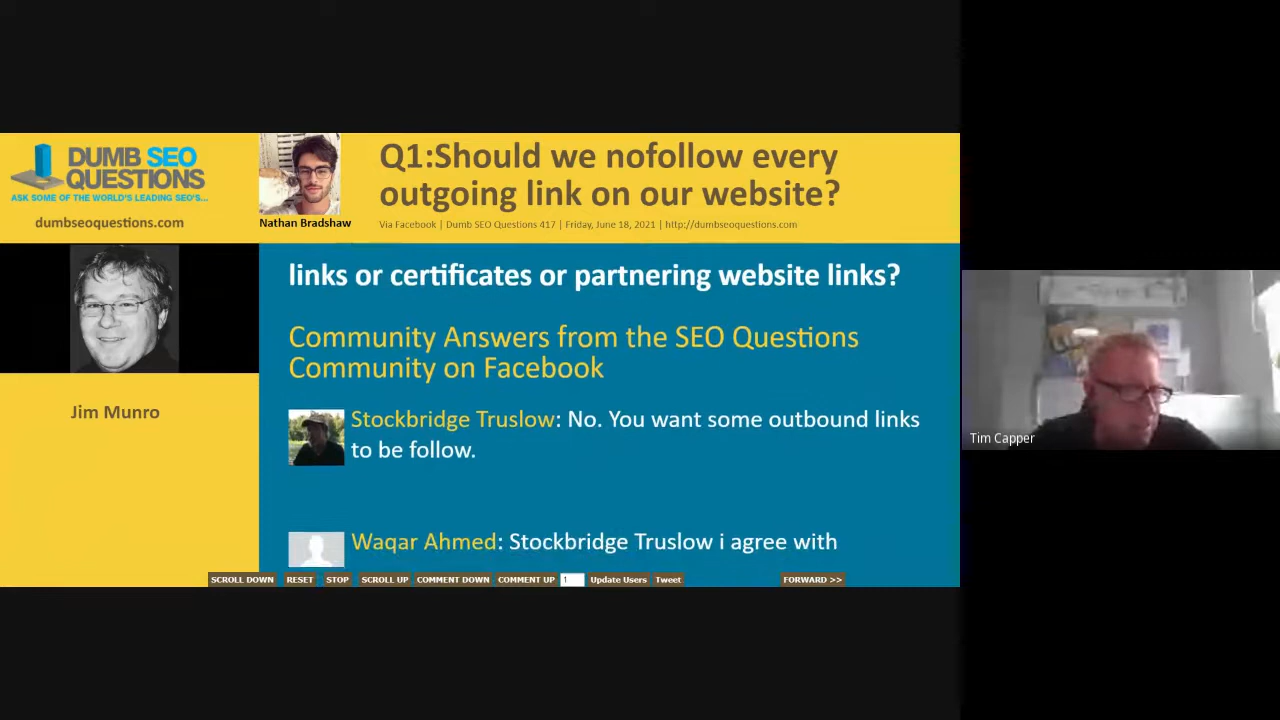 DUMB SEO
QUESTIONS
ASK SOME OF THE WORLD'S LEADING SEO'S...
dumbseoquestions.com
Nathan Bradshaw
Q1:Should we nofollow every
outgoing link on our website?
Via Facebook | Dumb SEO Questions 417 | Friday, June 18, 2021 | http://dumbseoquestions.com
Jim Munro
links or certificates or partnering website links?
Community Answers from the SEO Questions
Community on Facebook
Stockbridge Truslow: No. You want some outbound links
to be follow.
Waqar Ahmed: Stockbridge Truslow i agree with
SCROLL DOWN RESET STOP SCROLL UP COMMENT DOWN COMMENT UP 1 Update Users Tweet FORWARD >>
Tim Capper